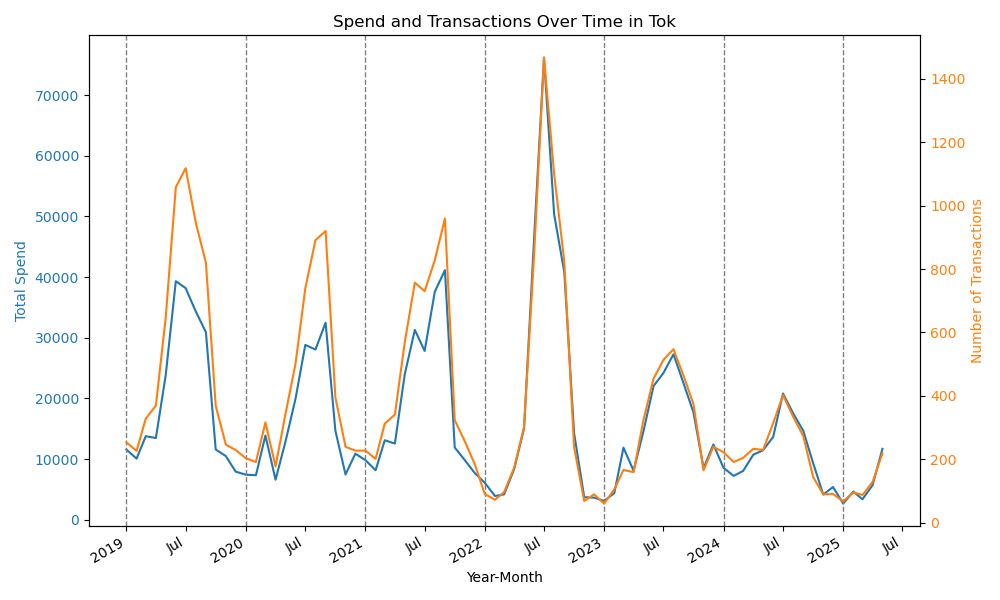 Spend and Transactions Over Time in Tok
Total Spend
70000
60000
50000
40000
30000
20000
10000
0
1400
1200
1000
800
600
400
200
0
Number of Transactions
2019
Jul
2020
Jul
2021
Jul
2022
Jul
2023
Jul
2024
Jul
2025
Jul
Year-Month